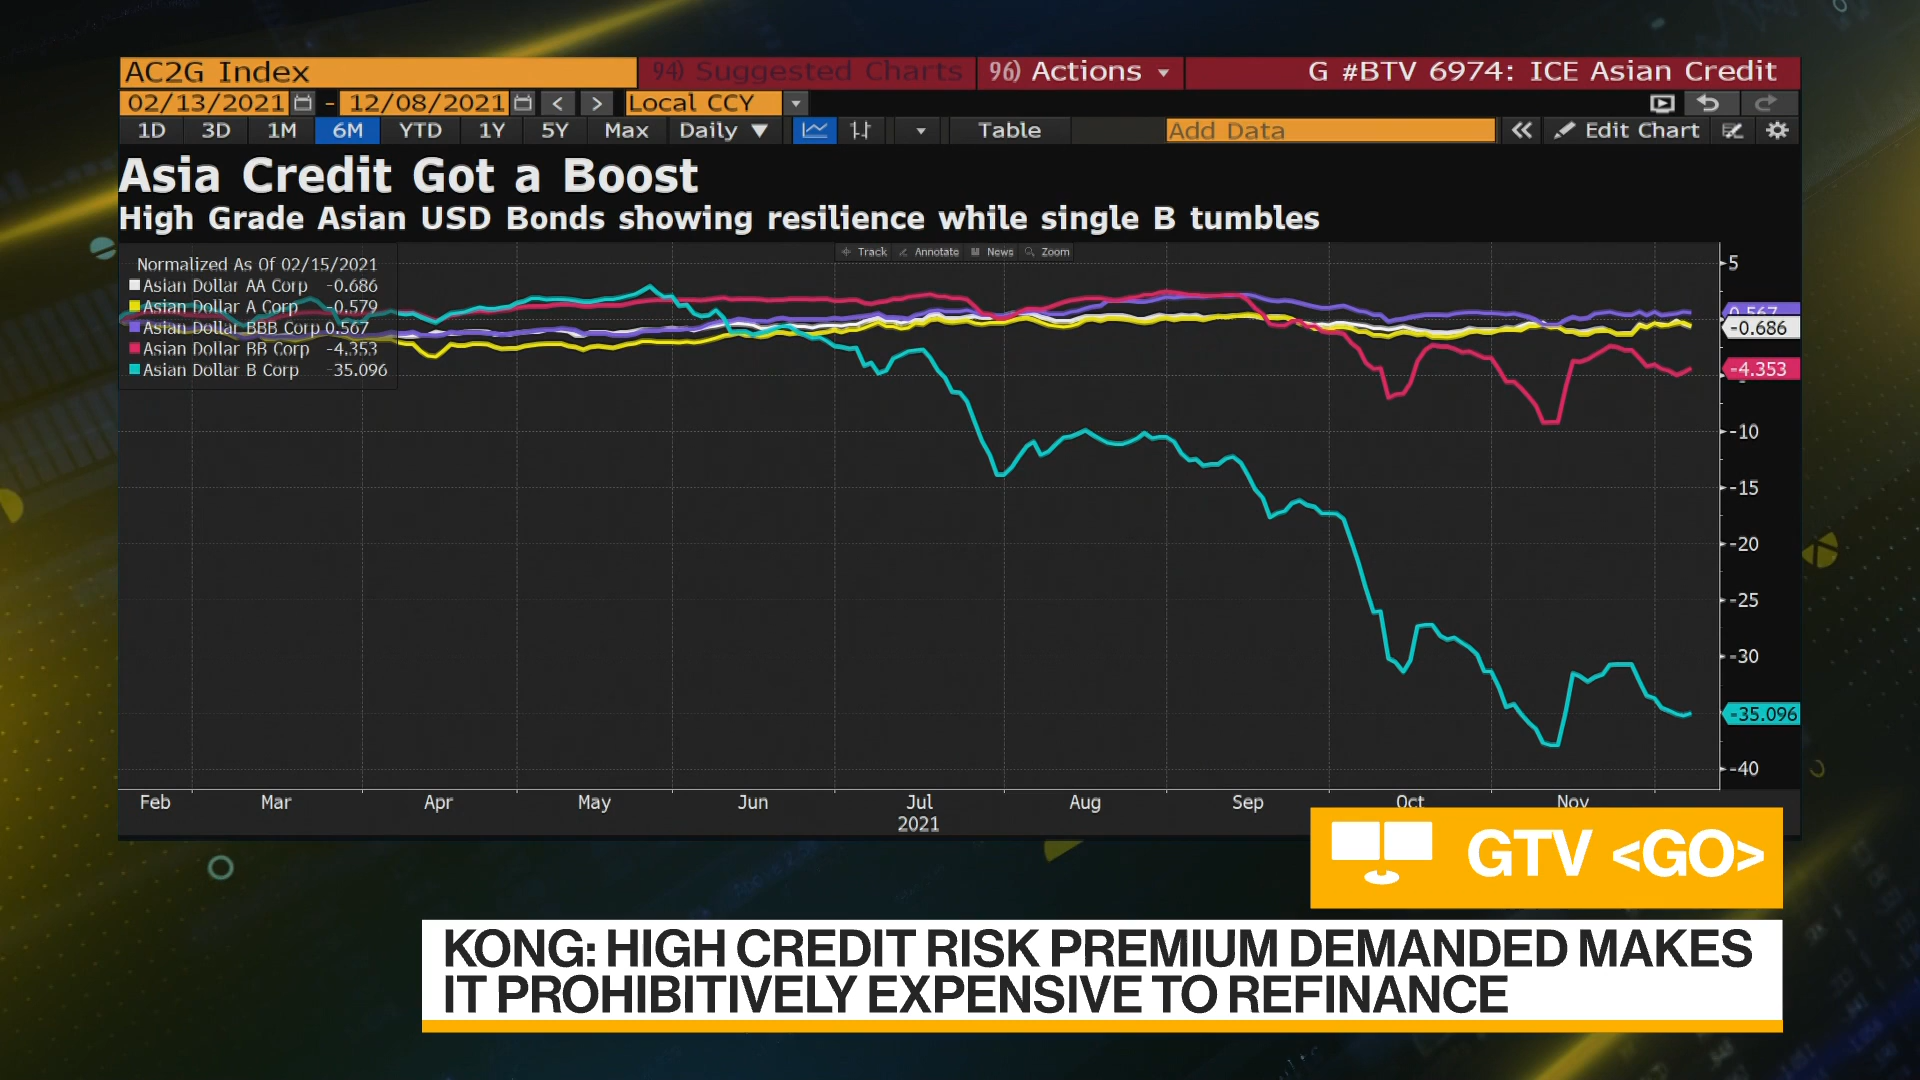 AC2G Index
94) Suggested Charts
96) Actions
G #BTV 6974: ICE Asian Credit
02/13/2021 - 12/08/2021
Local CCY
1D 3D 1M 6M YTD 1Y 5Y Max Daily ▼
Table
Add Data
« Edit Chart
Asia Credit Got a Boost
High Grade Asian USD Bonds showing resilience while single B tumbles
Track Annotate News Zoom
Normalized As Of 02/15/2021
Asian Dollar AA Corp -0.686
Asian Dollar A Corp -0.579
Asian Dollar BBB Corp 0.567
Asian Dollar BB Corp -4.353
Asian Dollar B Corp -35.096
5
0.567
-0.686
-4.353
-10
-15
-20
-25
-30
-35.096
-40
Feb Mar Apr May Jun Jul Aug Sep Oct Nov
2021
GTV <GO>
KONG: HIGH CREDIT RISK PREMIUM DEMANDED MAKES
IT PROHIBITIVELY EXPENSIVE TO REFINANCE